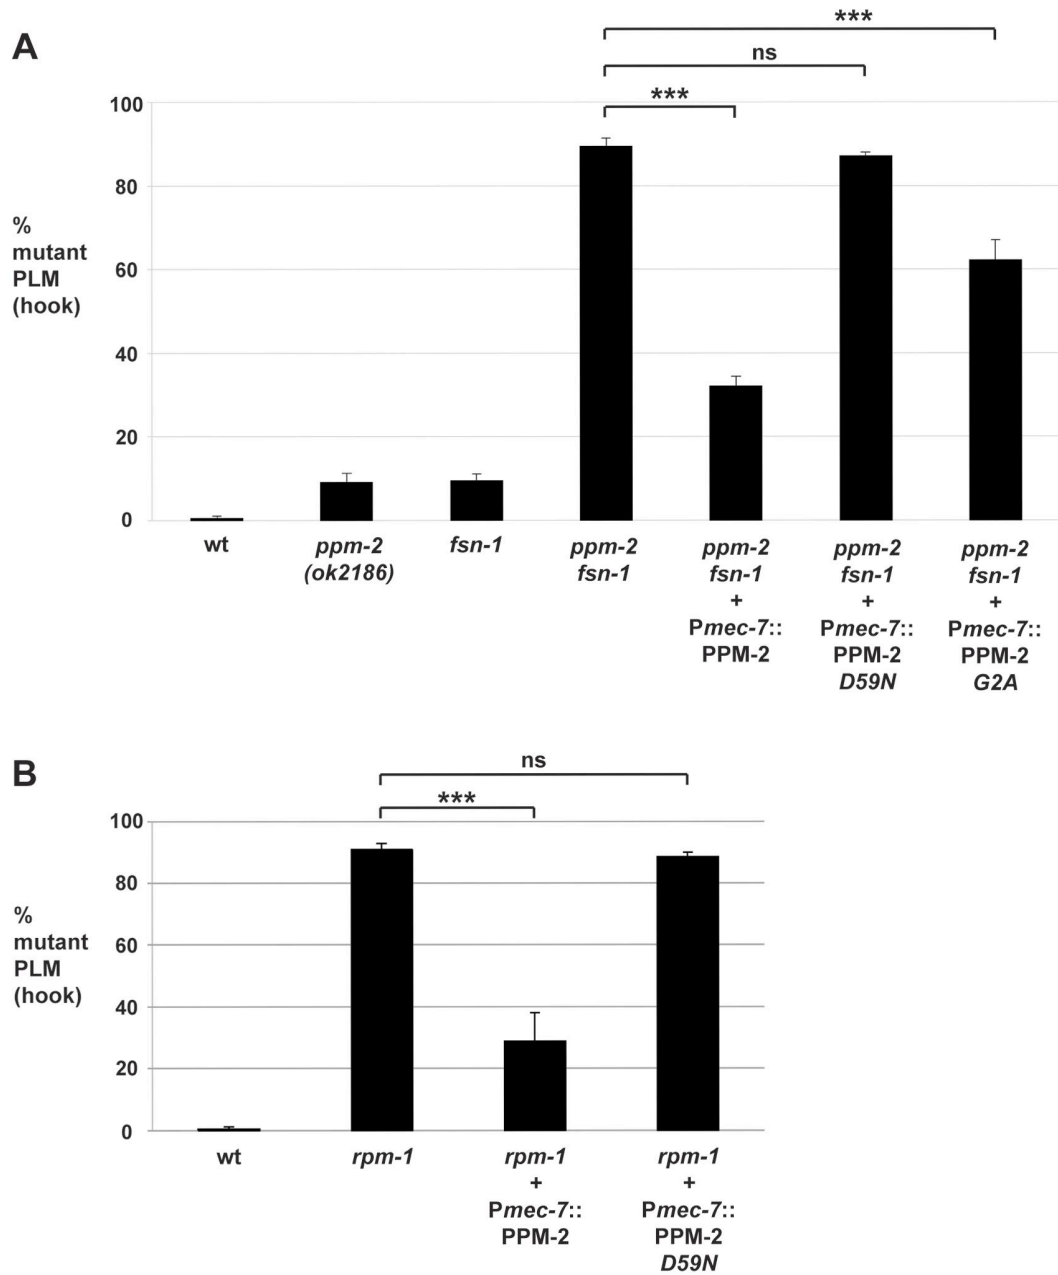 A
***
ns
***
100
80
60
40
20
0
%
mutant
PLM
(hook)
wt
ppm-2
(ok2186)
fsn-1
ppm-2
fsn-1
ppm-2
fsn-1
+
Pmec-7::
PPM-2
ppm-2
fsn-1
+
Pmec-7::
PPM-2
D59N
ppm-2
fsn-1
+
Pmec-7::
PPM-2
G2A
B
ns
***
100
80
60
40
20
0
%
mutant
PLM
(hook)
wt
rpm-1
rpm-1
+
Pmec-7::
PPM-2
rpm-1
+
Pmec-7::
PPM-2
D59N